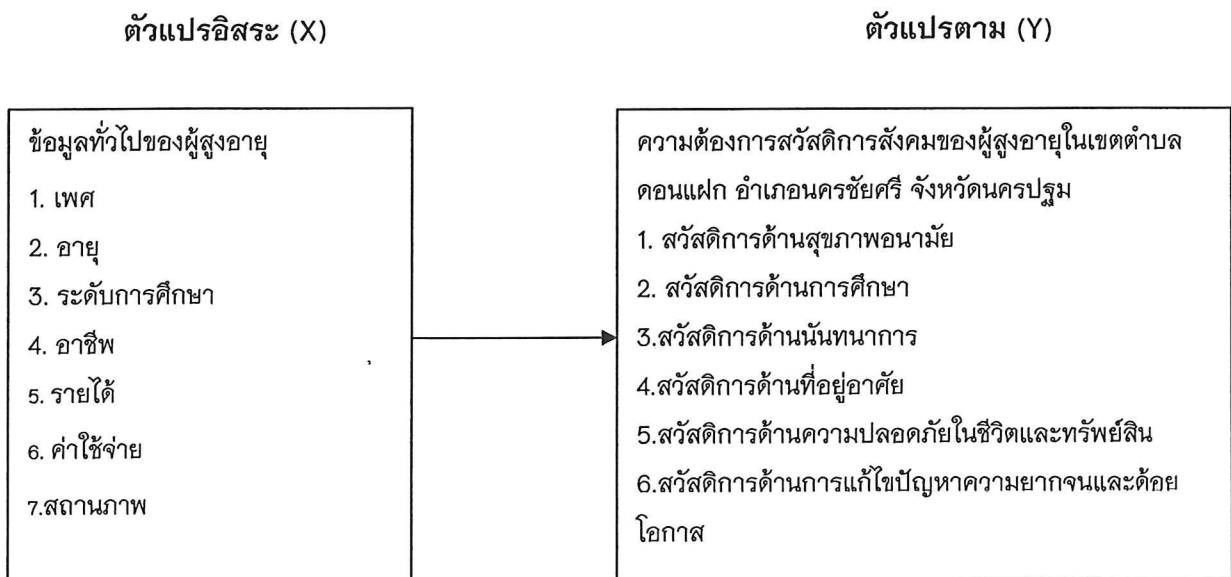 ตัวแปรอิสระ (X)
ตัวแปรตาม (Y)
ข้อมูลทั่วไปของผู้สูงอายุ
1. เพศ
2. อายุ
3. ระดับการศึกษา
4. อาชีพ
5. รายได้
6. ค่าใช้จ่าย
7.สถานภาพ
ความต้องการสวัสดิการสังคมของผู้สูงอายุในเขตตำบล
ดอนแฝก อำเภอนครชัยศรี จังหวัดนครปฐม
1. สวัสดิการด้านสุขภาพอนามัย
2. สวัสดิการด้านการศึกษา
3.สวัสดิการด้านนันทนาการ
4.สวัสดิการด้านที่อยู่อาศัย
5.สวัสดิการด้านความปลอดภัยในชีวิตและทรัพย์สิน
6.สวัสดิการด้านการแก้ไขปัญหาความยากจนและด้อย
โอกาส